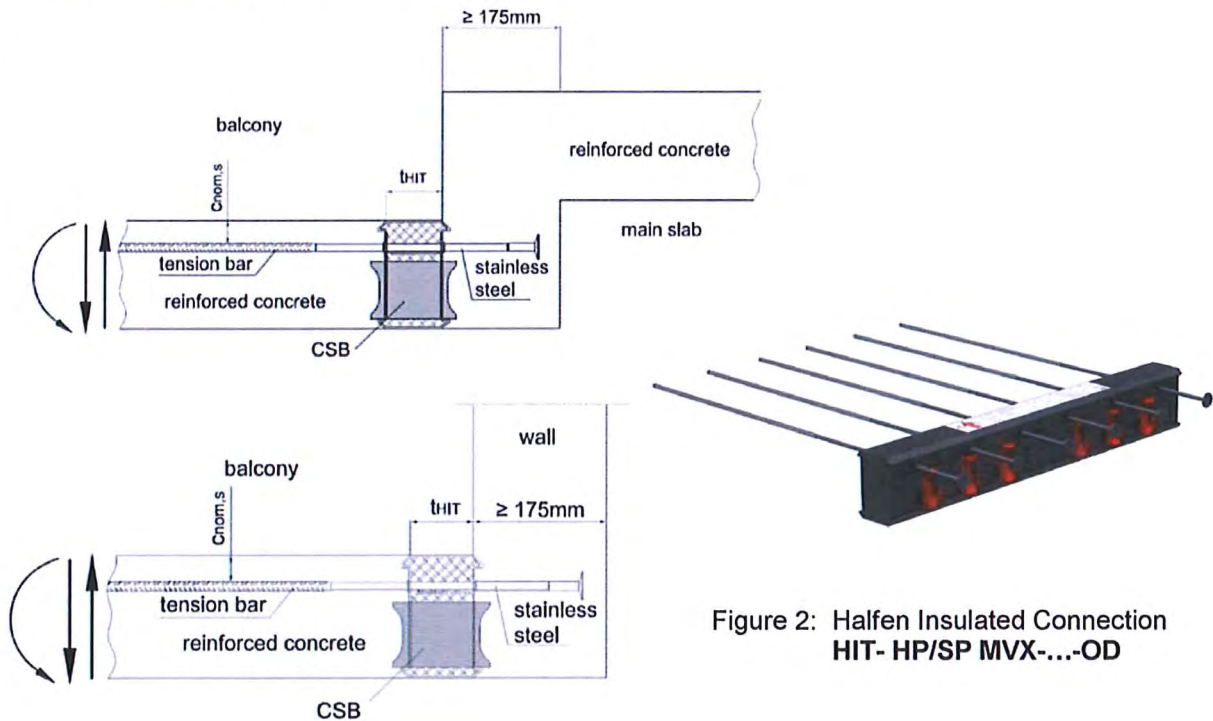 ≥ 175mm
balcony
reinforced concrete
tHIT
Cnom,s
main slab
tension bar
stainless
steel
reinforced concrete
CSB
wall
balcony
tHIT
≥ 175mm
Cnom,s
tension bar
stainless
steel
reinforced concrete
CSB
Figure 2: Halfen Insulated Connection
HIT- HP/SP MVX-...-OD